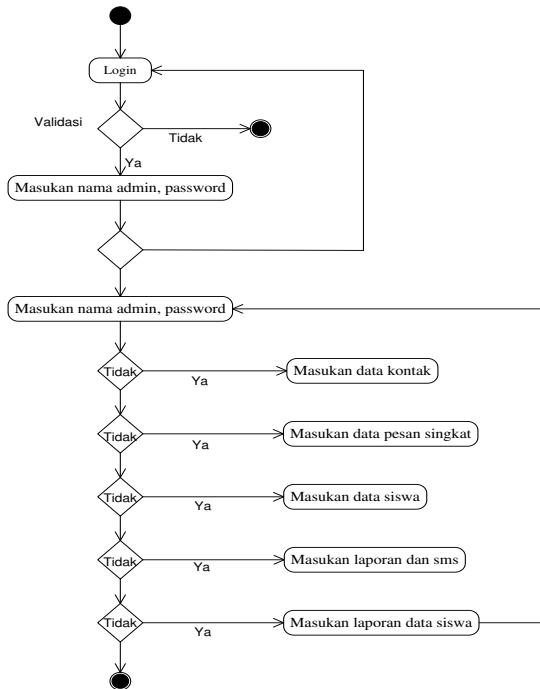 Login
Validasi
Tidak
Ya
Masukan nama admin, password
Masukan nama admin, password
Tidak
Ya
Masukan data kontak
Tidak
Ya
Masukan data pesan singkat
Tidak
Ya
Masukan data siswa
Tidak
Ya
Masukan laporan dan sms
Tidak
Ya
Masukan laporan data siswa